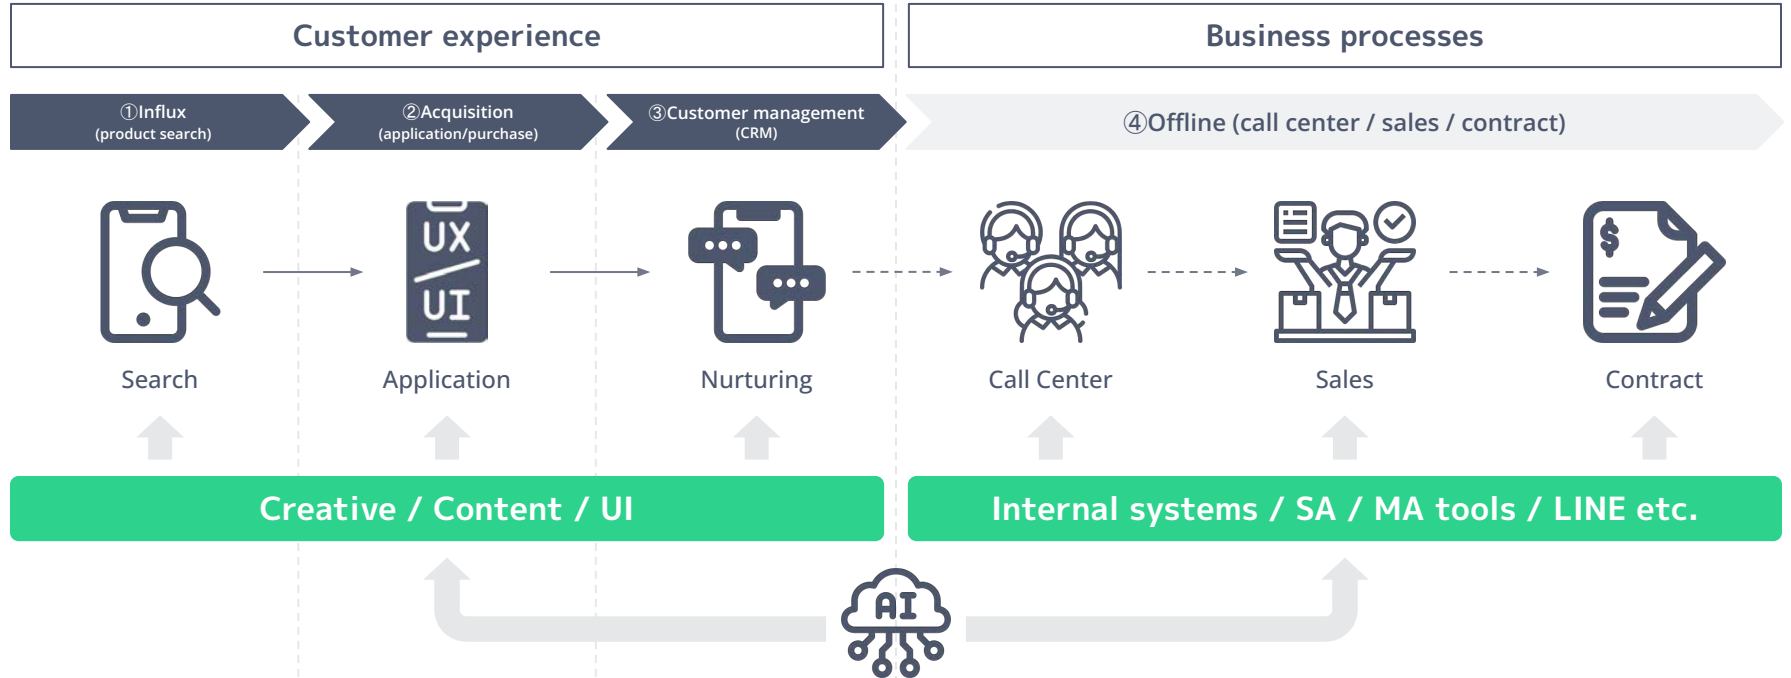 Customer experience
Business processes
①Influx
(product search)
②Acquisition
(application/purchase)
③Customer management
(CRM)
④Offline (call center / sales / contract)
UX
UI
$
Search
Application
Nurturing
Call Center
Sales
Contract
Creative / Content / UI
Internal systems / SA / MA tools / LINE etc.
AI